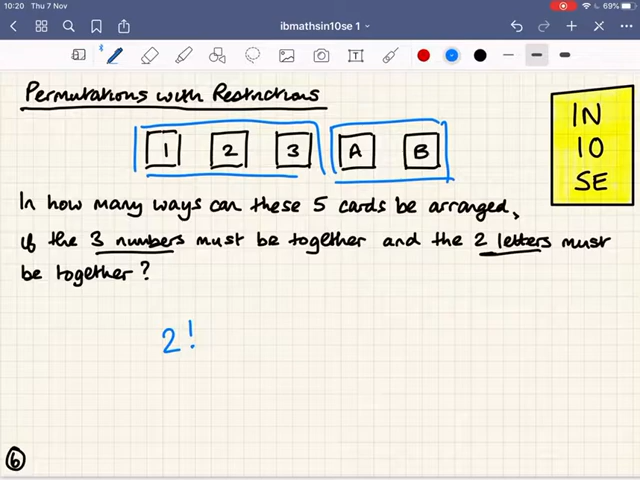 10:20 Thu 7 Nov
69%
ibmathsin10se 1
Permutations with Restrictions
1 2 3 A B
IN
10
SE
In how many ways can these 5 cards be arranged,
if the 3 numbers must be together and the 2 letters must
be together?
2!
6